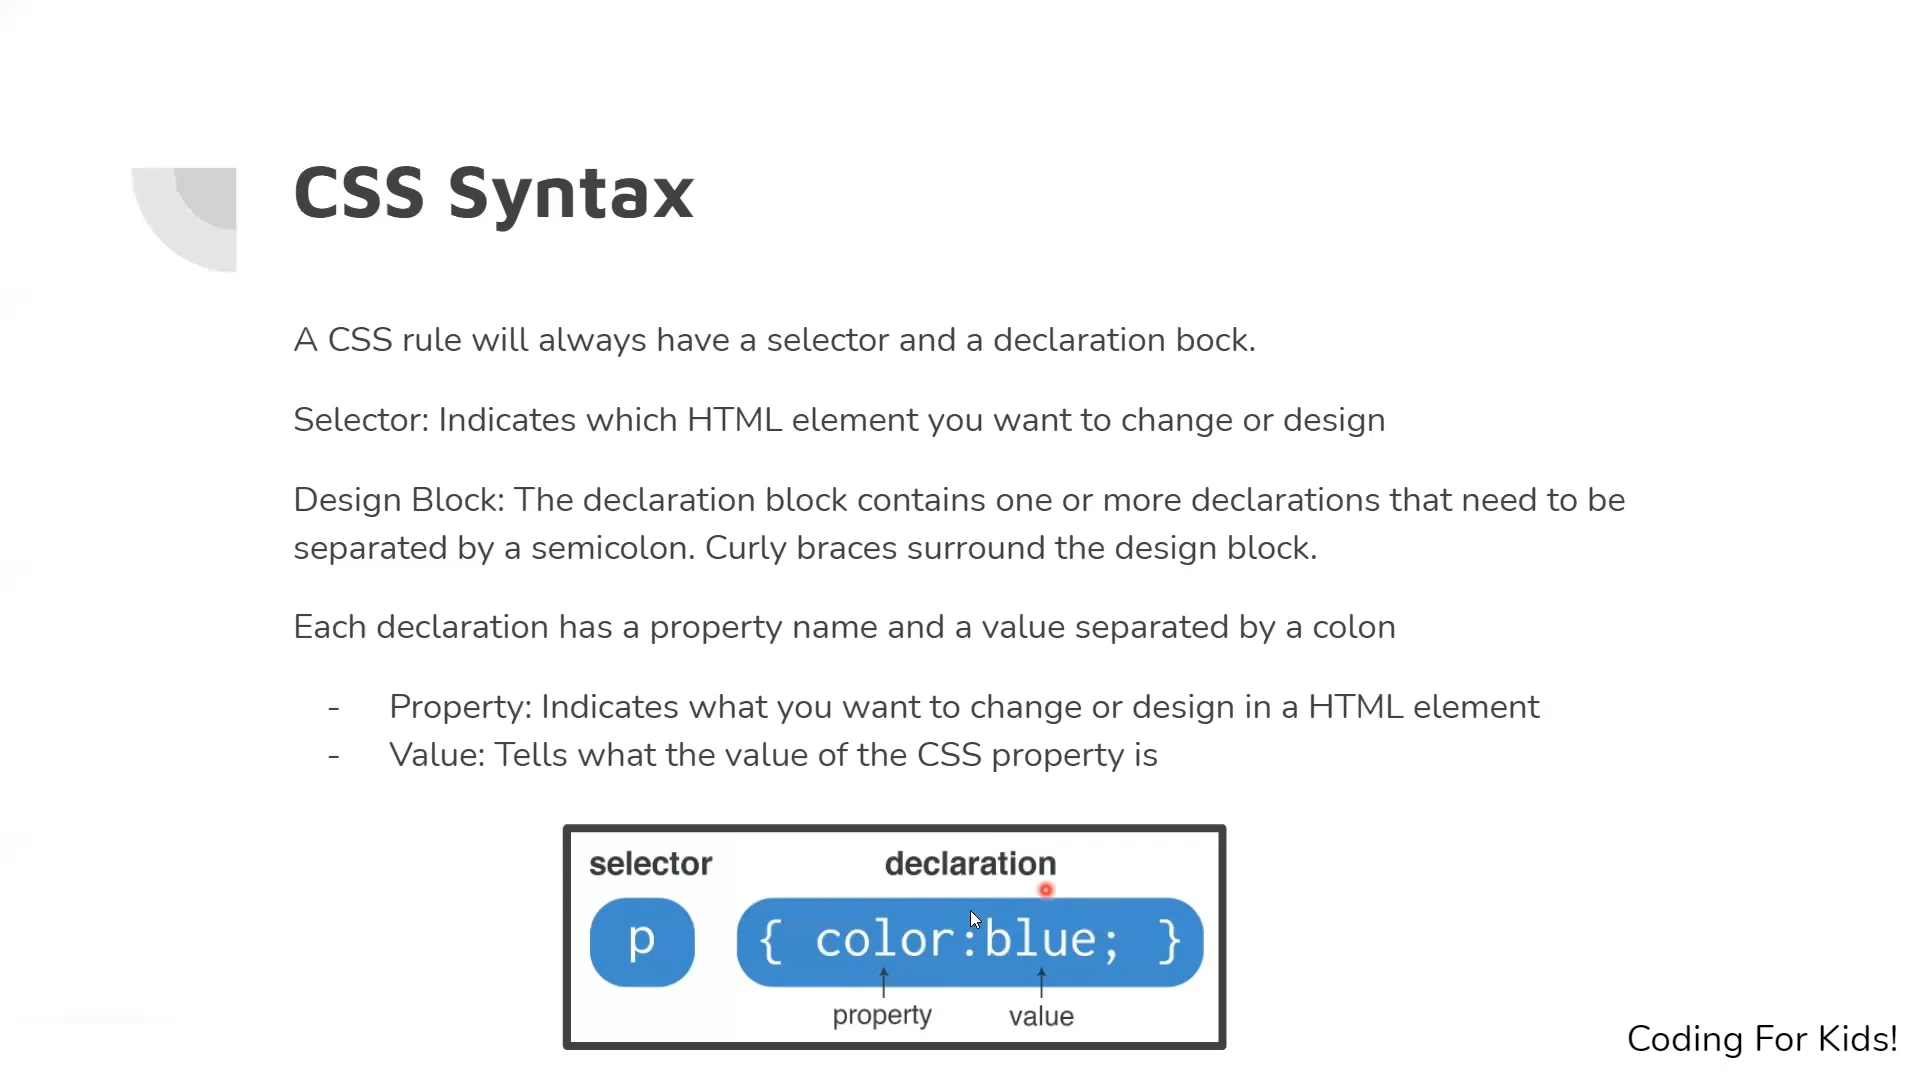 CSS Syntax
A CSS rule will always have a selector and a declaration bock.
Selector: Indicates which HTML element you want to change or design
Design Block: The declaration block contains one or more declarations that need to be
separated by a semicolon. Curly braces surround the design block.
Each declaration has a property name and a value separated by a colon
- Property: Indicates what you want to change or design in a HTML element
- Value: Tells what the value of the CSS property is
selector declaration
p { color:blue; }
property value
Coding For Kids!